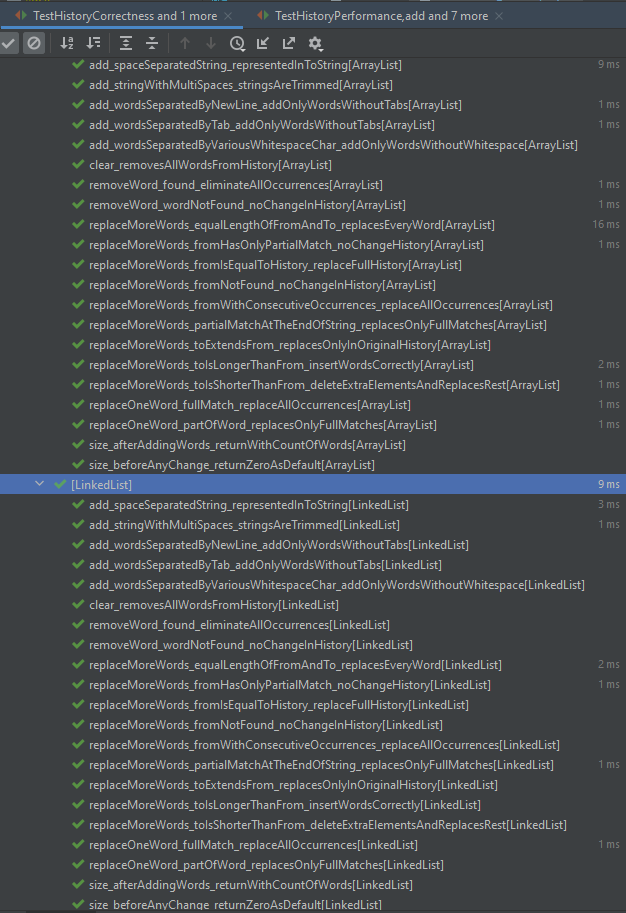 TestHistoryCorrectness and 1 more × TestHistoryPerformance,add and 7 more ×
add_spaceSeparatedString_representedInToString[ArrayList] 9 ms
add_stringWithMultiSpaces_stringsAreTrimmed[ArrayList]
add_wordsSeparatedByNewLine_addOnlyWordsWithoutTabs[ArrayList] 1 ms
add_wordsSeparatedByTab_addOnlyWordsWithoutTabs[ArrayList] 1 ms
add_wordsSeparatedByVariousWhitespaceChar_addOnlyWordsWithoutWhitespace[ArrayList]
clear_removesAllWordsFromHistory[ArrayList]
removeWord_found_eliminateAllOccurrences[ArrayList] 1 ms
removeWord_wordNotFound_noChangeInHistory[ArrayList] 1 ms
replaceMoreWords_equalLengthOfFromAndTo_replacesEveryWord[ArrayList] 16 ms
replaceMoreWords_fromHasOnlyPartialMatch_noChangeHistory[ArrayList] 1 ms
replaceMoreWords_fromIsEqualToHistory_replaceFullHistory[ArrayList]
replaceMoreWords_fromNotFound_noChangeInHistory[ArrayList]
replaceMoreWords_fromWithConsecutiveOccurrences_replaceAllOccurrences[ArrayList]
replaceMoreWords_partialMatchAtTheEndOfString_replacesOnlyFullMatches[ArrayList]
replaceMoreWords_toExtendsFrom_replacesOnlyInOriginalHistory[ArrayList]
replaceMoreWords_toIsLongerThanFrom_insertWordsCorrectly[ArrayList] 2 ms
replaceMoreWords_toIsShorterThanFrom_deleteExtraElementsAndReplacesRest[ArrayList] 1 ms
replaceOneWord_fullMatch_replaceAllOccurrences[ArrayList] 1 ms
replaceOneWord_partOfWord_replacesOnlyFullMatches[ArrayList] 1 ms
size_afterAddingWords_returnWithCountOfWords[ArrayList]
size_beforeAnyChange_returnZeroAsDefault[ArrayList]
[LinkedList] 9 ms
add_spaceSeparatedString_representedInToString[LinkedList] 3 ms
add_stringWithMultiSpaces_stringsAreTrimmed[LinkedList] 1 ms
add_wordsSeparatedByNewLine_addOnlyWordsWithoutTabs[LinkedList]
add_wordsSeparatedByTab_addOnlyWordsWithoutTabs[LinkedList]
add_wordsSeparatedByVariousWhitespaceChar_addOnlyWordsWithoutWhitespace[LinkedList]
clear_removesAllWordsFromHistory[LinkedList]
removeWord_found_eliminateAllOccurrences[LinkedList]
removeWord_wordNotFound_noChangeInHistory[LinkedList]
replaceMoreWords_equalLengthOfFromAndTo_replacesEveryWord[LinkedList] 2 ms
replaceMoreWords_fromHasOnlyPartialMatch_noChangeHistory[LinkedList] 1 ms
replaceMoreWords_fromIsEqualToHistory_replaceFullHistory[LinkedList]
replaceMoreWords_fromNotFound_noChangeInHistory[LinkedList]
replaceMoreWords_fromWithConsecutiveOccurrences_replaceAllOccurrences[LinkedList]
replaceMoreWords_partialMatchAtTheEndOfString_replacesOnlyFullMatches[LinkedList] 1 ms
replaceMoreWords_toExtendsFrom_replacesOnlyInOriginalHistory[LinkedList]
replaceMoreWords_toIsLongerThanFrom_insertWordsCorrectly[LinkedList]
replaceMoreWords_toIsShorterThanFrom_deleteExtraElementsAndReplacesRest[LinkedList]
replaceOneWord_fullMatch_replaceAllOccurrences[LinkedList] 1 ms
replaceOneWord_partOfWord_replacesOnlyFullMatches[LinkedList]
size_afterAddingWords_returnWithCountOfWords[LinkedList]
size_beforeAnyChange_returnZeroAsDefault[LinkedList]